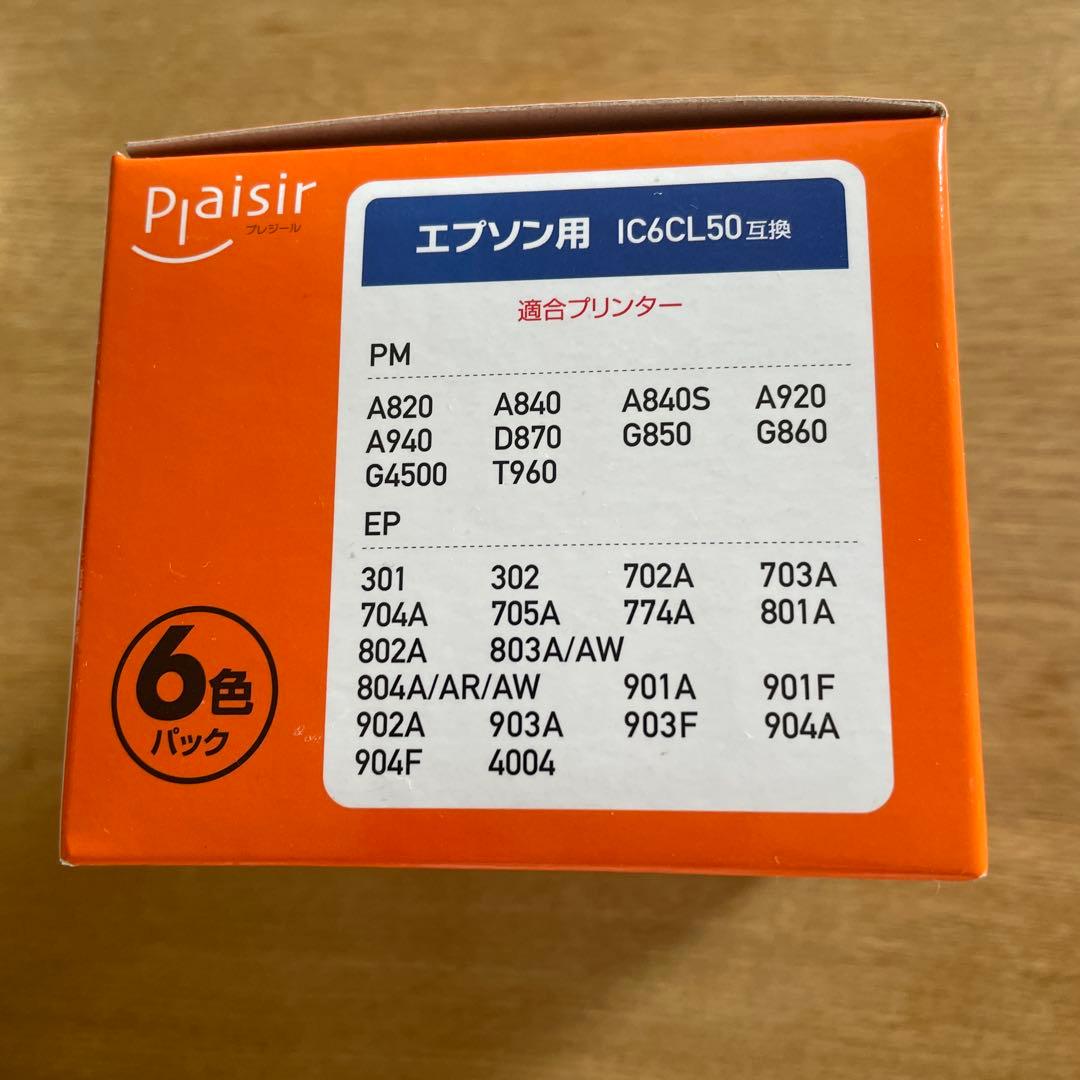 Plaisir
プレジール
エプソン用 IC6CL50互換
適合プリンター
PM
A820 A840 A840S A920
A940 D870 G850 G860
G4500 T960
EP
301 302 702A 703A
704A 705A 774A 801A
802A 803A/AW
804A/AR/AW 901A 901F
902A 903A 903F 904A
904F 4004
6色
パック